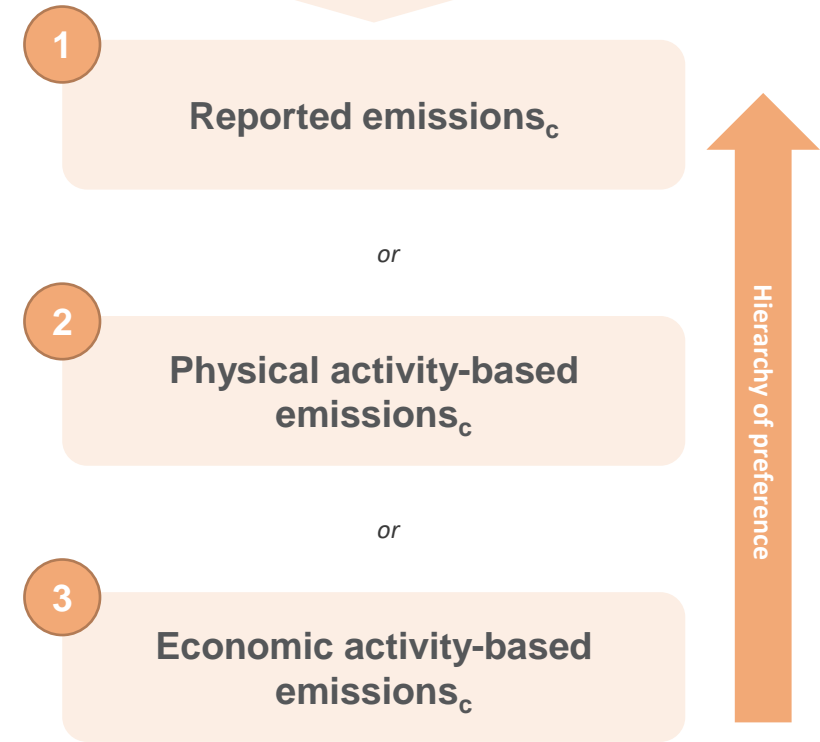 1
Reported emissionsc
or
2
Physical activity-based
emissionsc
or
3
Economic activity-based
emissionsc
Hierarchy of preference